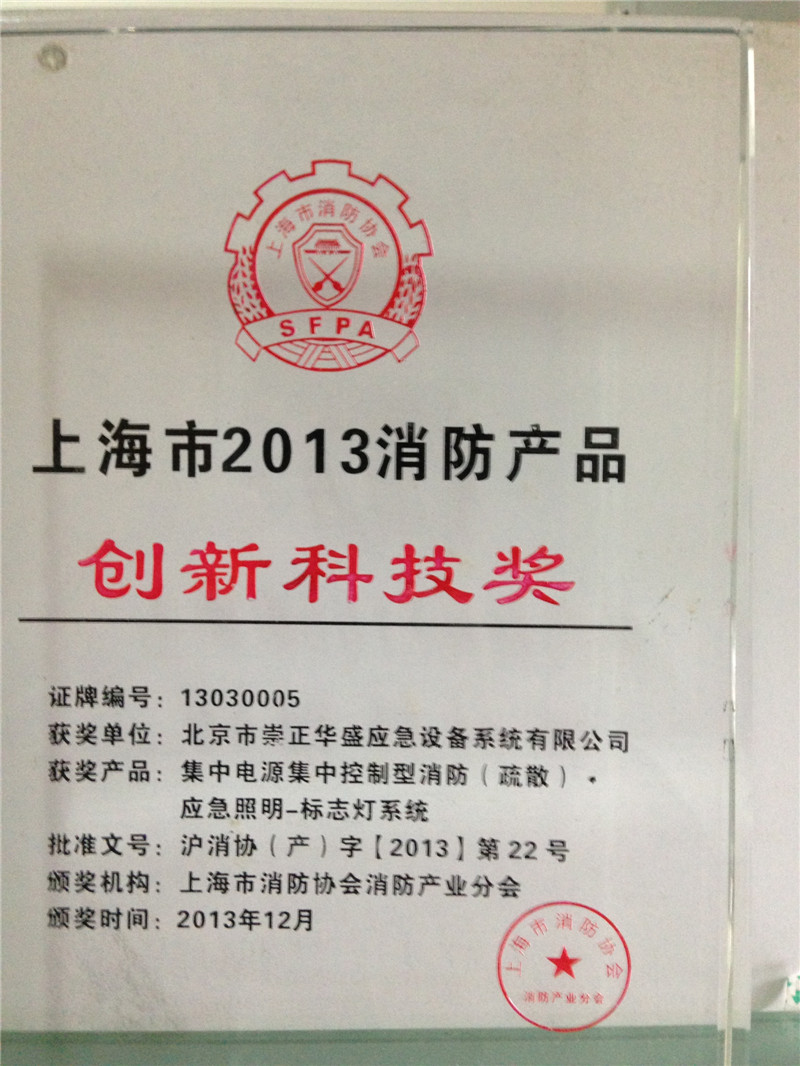 上海市消防协会
SFPA
上海市2013消防产品
创新科技奖
证牌编号：13030005
获奖单位：北京市崇正华盛应急设备系统有限公司
获奖产品：集中电源集中控制型消防（疏散）
应急照明-标志灯系统
批准文号：沪消协（产）字【2013】第22号
颁奖机构：上海市消防协会消防产业分会
颁奖时间：2013年12月
上海市消防协会
消防产业分会